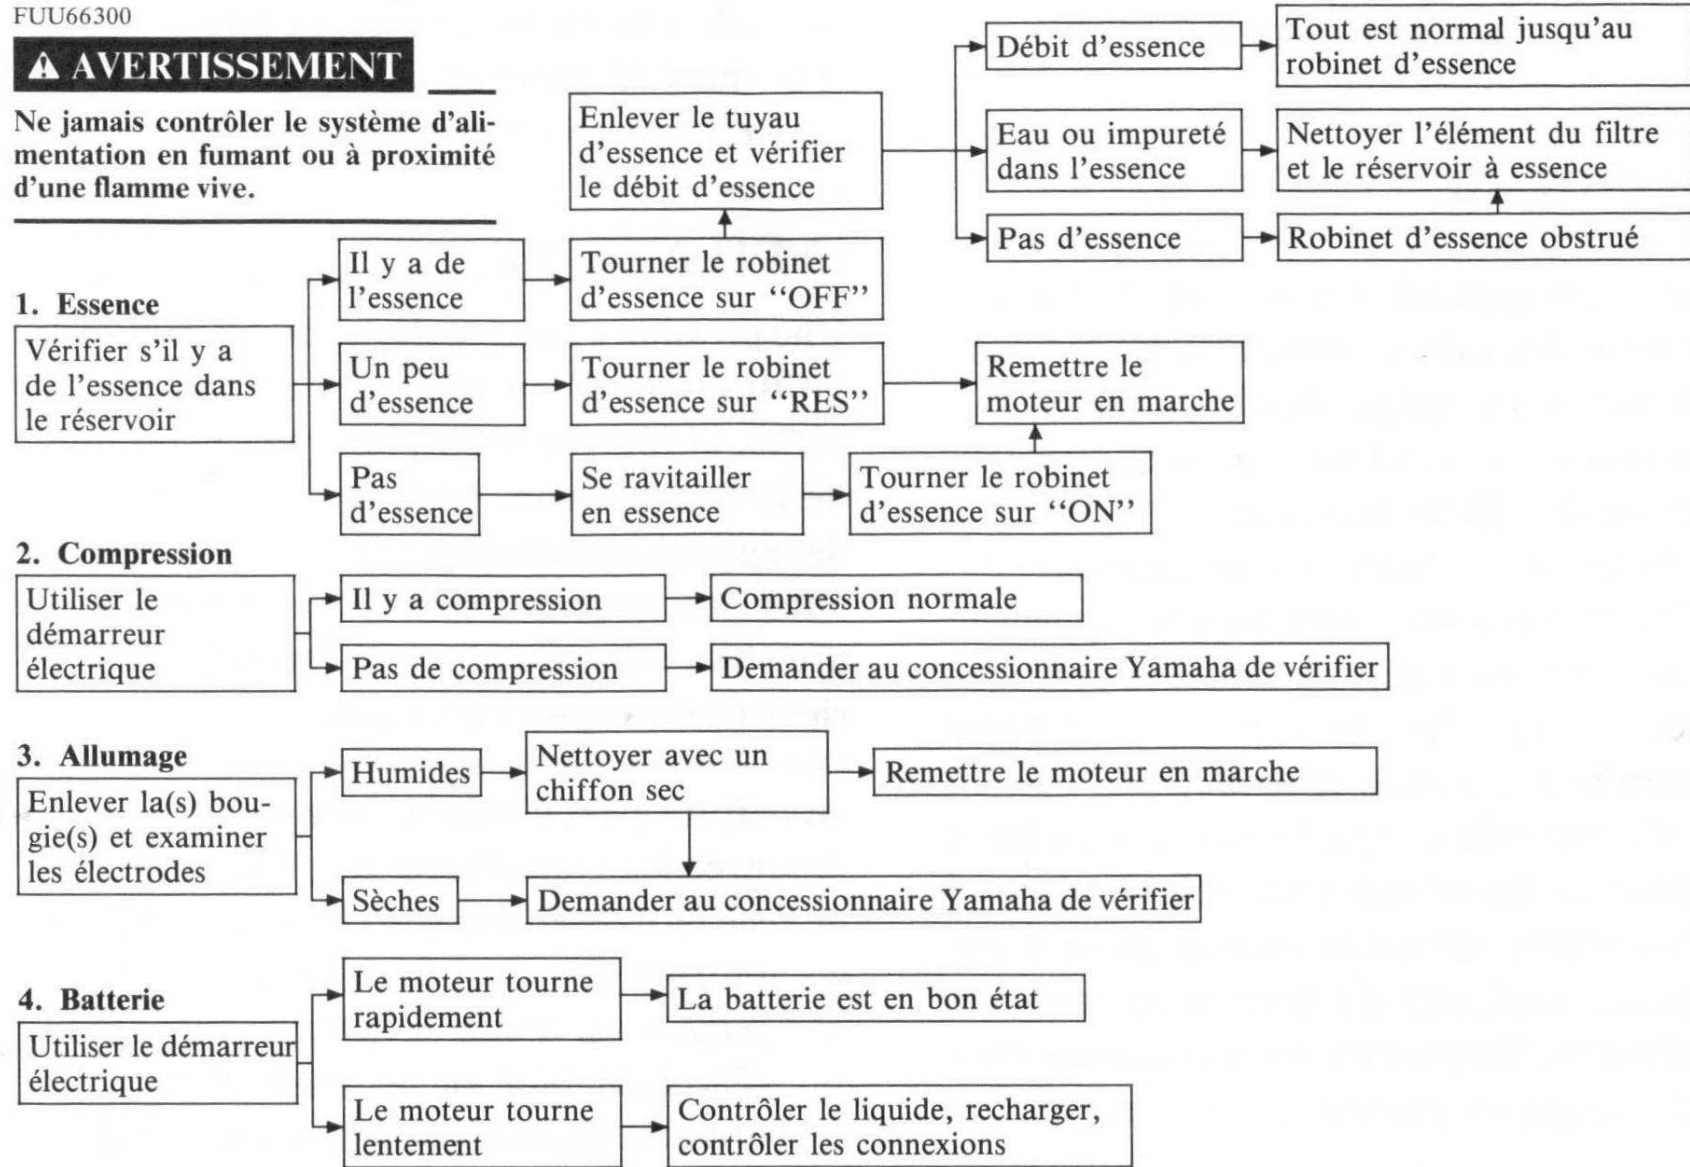 FUU66300
AVERTISSEMENT
Ne jamais contrôler le système d'ali-
mentation en fumant ou à proximité
d'une flamme vive.
1. Essence
Vérifier s'il y a
de l'essence dans
le réservoir
Il y a de
l'essence
Tourner le robinet
d'essence sur “OFF”
Enlever le tuyau
d'essence et vérifier
le débit d'essence
Débit d'essence
Tout est normal jusqu'au
robinet d'essence
Eau ou impureté
dans l'essence
Nettoyer l'élément du filtre
et le réservoir à essence
Pas d'essence
Robinet d'essence obstrué
Un peu
d'essence
Tourner le robinet
d'essence sur “RES”
Remettre le
moteur en marche
Pas
d'essence
Se ravitailler
en essence
Tourner le robinet
d'essence sur “ON”
2. Compression
Utiliser le
démarreur
électrique
Il y a compression
Compression normale
Pas de compression
Demander au concessionnaire Yamaha de vérifier
3. Allumage
Enlever la(s) bou-
gie(s) et examiner
les électrodes
Humides
Nettoyer avec un
chiffon sec
Remettre le moteur en marche
Sèches
Demander au concessionnaire Yamaha de vérifier
4. Batterie
Utiliser le démarreur
électrique
Le moteur tourne
rapidement
La batterie est en bon état
Le moteur tourne
lentement
Contrôler le liquide, recharger,
contrôler les connexions